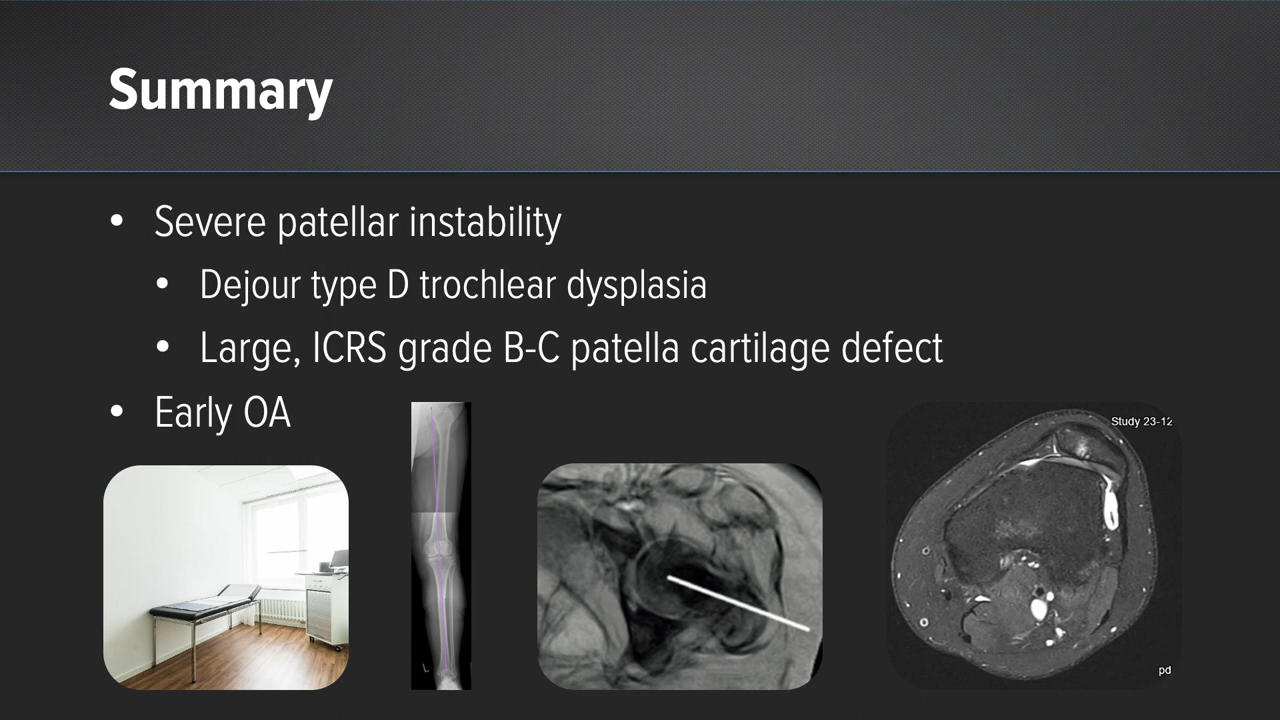 Summary
• Severe patellar instability
• Dejour type D trochlear dysplasia
• Large, ICRS grade B-C patella cartilage defect
• Early OA
Study 23-12
L
pd